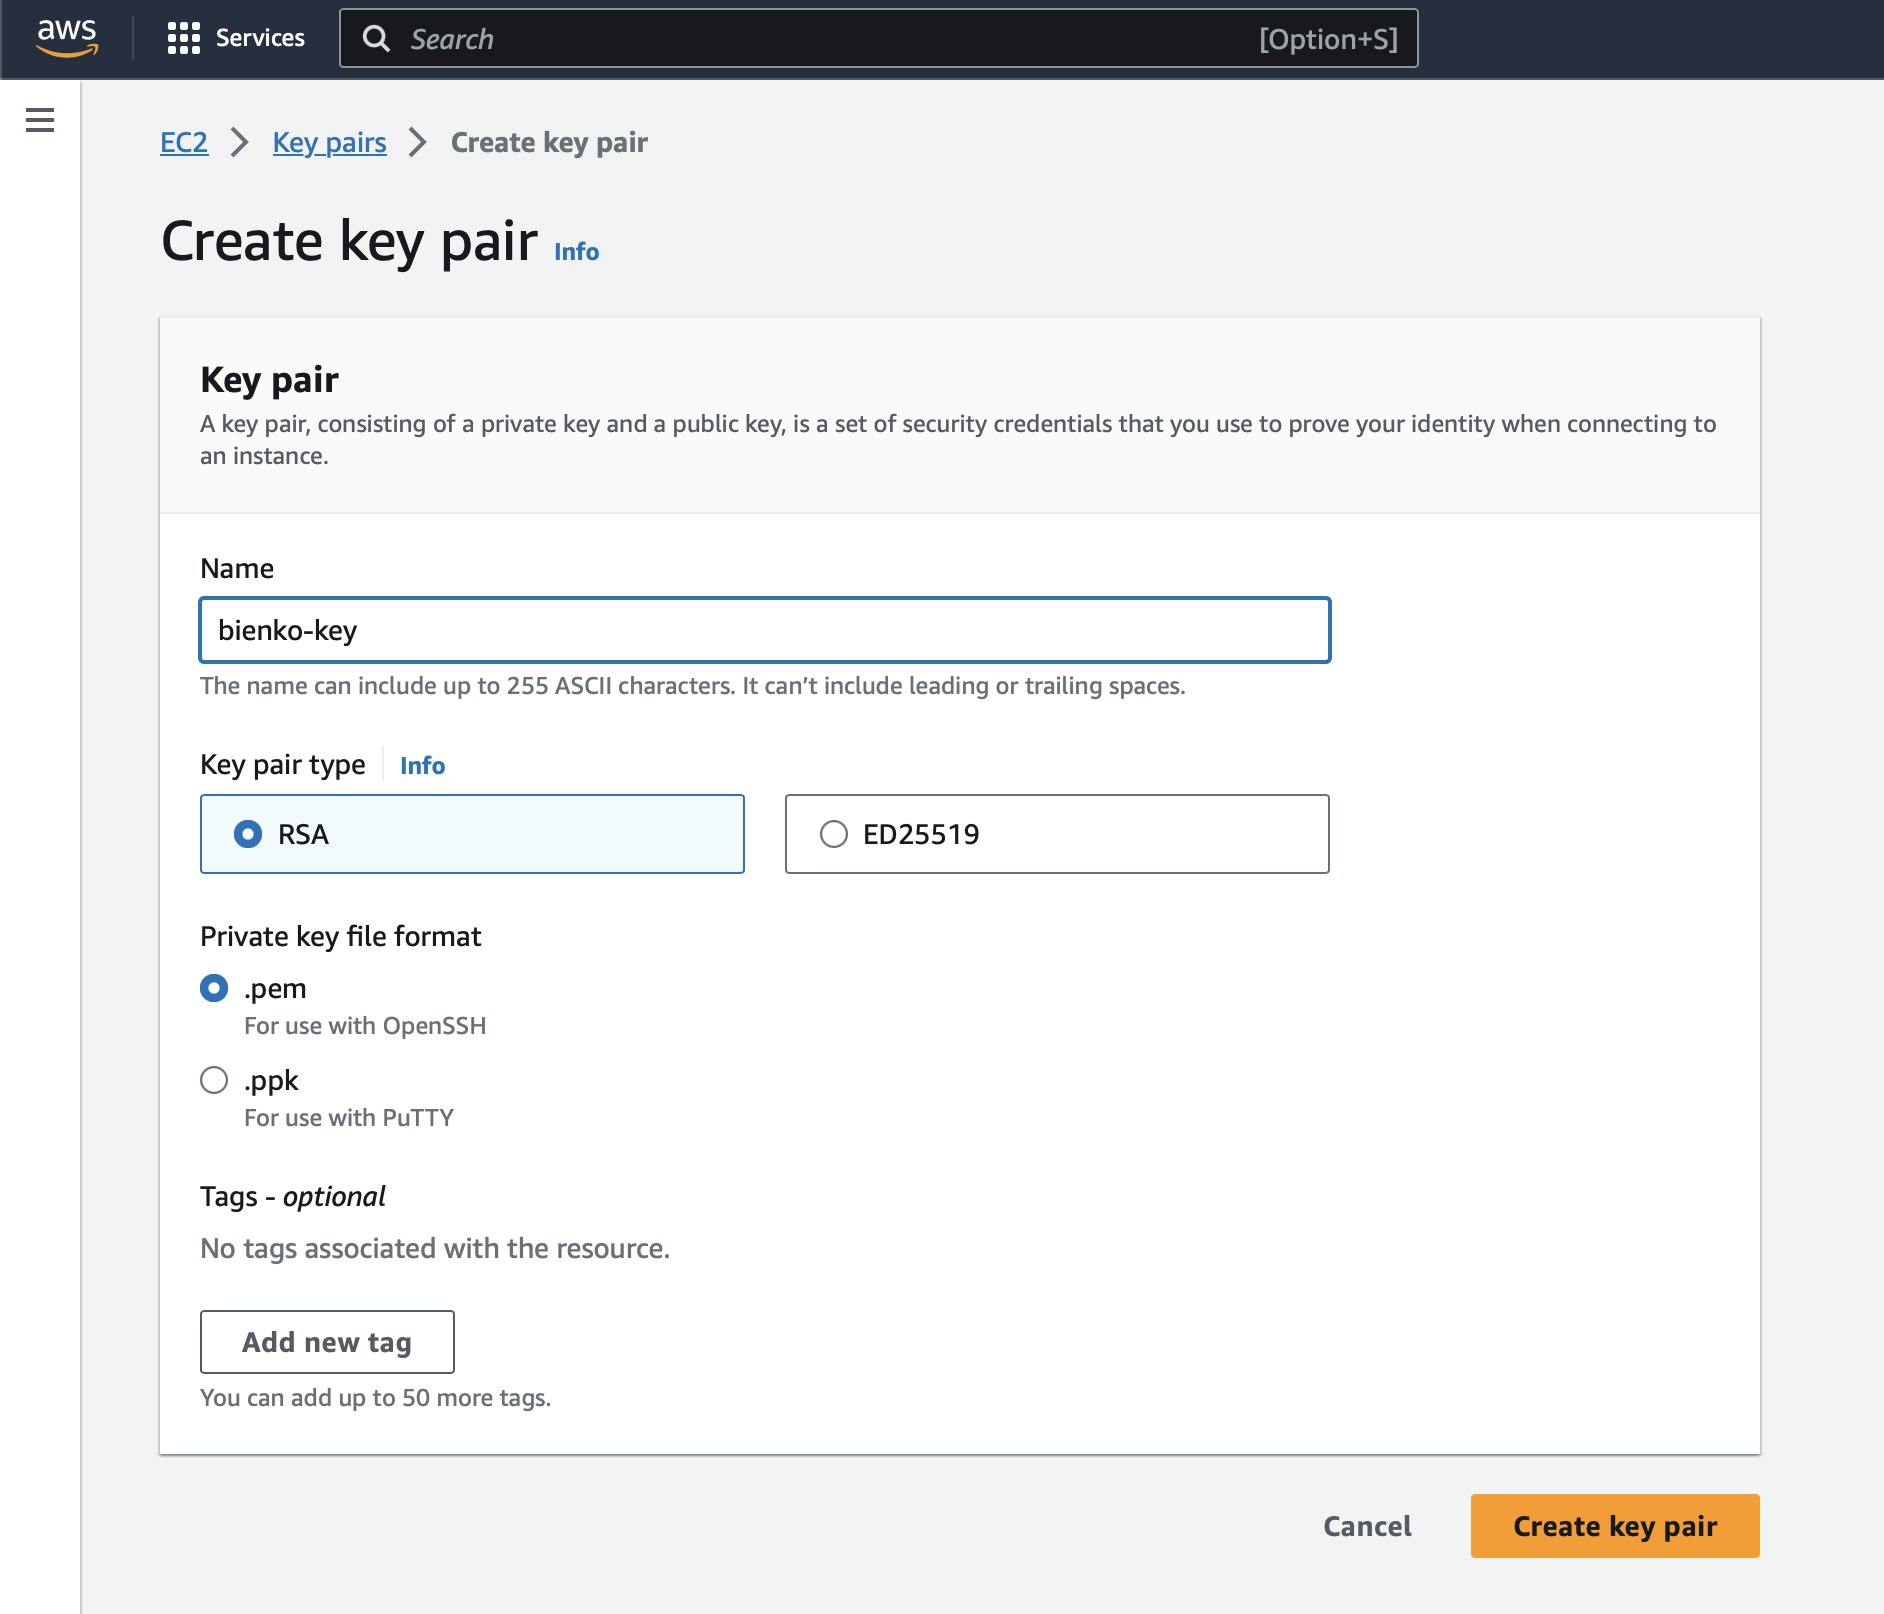 aws
Services
Search
[Option+S]
EC2
Key pairs
Create key pair
Create key pair
Info
Key pair
A key pair, consisting of a private key and a public key, is a set of security credentials that you use to prove your identity when connecting to
an instance.
Name
bienko-key
The name can include up to 255 ASCII characters. It can’t include leading or trailing spaces.
Key pair type
Info
RSA
ED25519
Private key file format
.pem
For use with OpenSSH
.ppk
For use with PuTTY
Tags - optional
No tags associated with the resource.
Add new tag
You can add up to 50 more tags.
Cancel
Create key pair